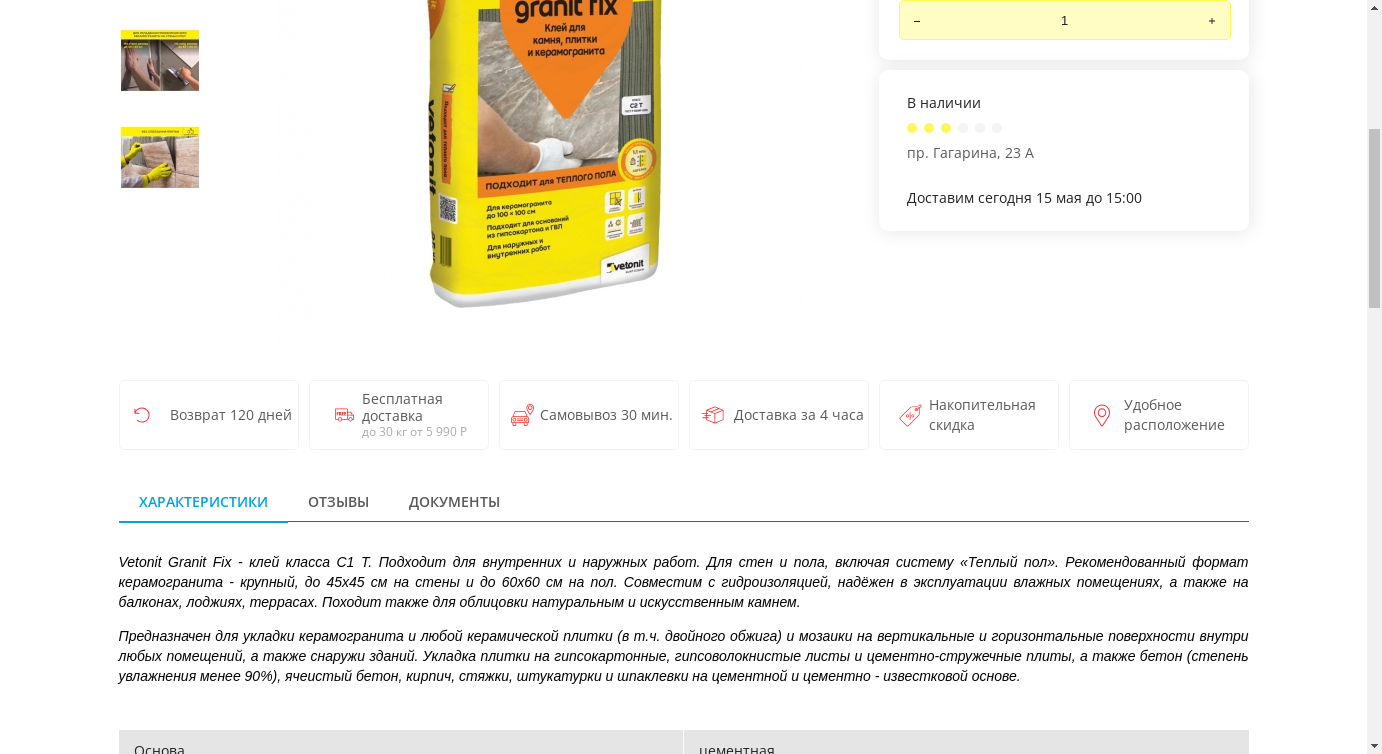 granit fix
Клей для
камня, плитки
и керамогранита
C2 T
vetonit
Подходит для теплого пола
ПОДХОДИТ для ТЕПЛОГО ПОЛА
Для керамогранита
до 100 × 100 см
Подходит для оснований
из гипсокартона и ГВЛ
Для наружных и
внутренних работ
vetonit
–
1
+
В наличии
пр. Гагарина, 23 А
Доставим сегодня 15 мая до 15:00
Возврат 120 дней
Бесплатная
доставка
до 30 кг от 5 990 Р
FREE
Самовывоз 30 мин.
Доставка за 4 часа
Накопительная
скидка
Удобное
расположение
ХАРАКТЕРИСТИКИ
ОТЗЫВЫ
ДОКУМЕНТЫ
Vetonit Granit Fix - клей класса С1 Т. Подходит для внутренних и наружных работ. Для стен и пола, включая систему «Теплый пол». Рекомендованный формат
керамогранита - крупный, до 45х45 см на стены и до 60х60 см на пол. Совместим с гидроизоляцией, надёжен в эксплуатации влажных помещениях, а также на
балконах, лоджиях, террасах. Походит также для облицовки натуральным и искусственным камнем.
Предназначен для укладки керамогранита и любой керамической плитки (в т.ч. двойного обжига) и мозаики на вертикальные и горизонтальные поверхности внутри
любых помещений, а также снаружи зданий. Укладка плитки на гипсокартонные, гипсоволокнистые листы и цементно-стружечные плиты, а также бетон (степень
увлажнения менее 90%), ячеистый бетон, кирпич, стяжки, штукатурки и шпаклевки на цементной и цементно - известковой основе.
Основа
цементная